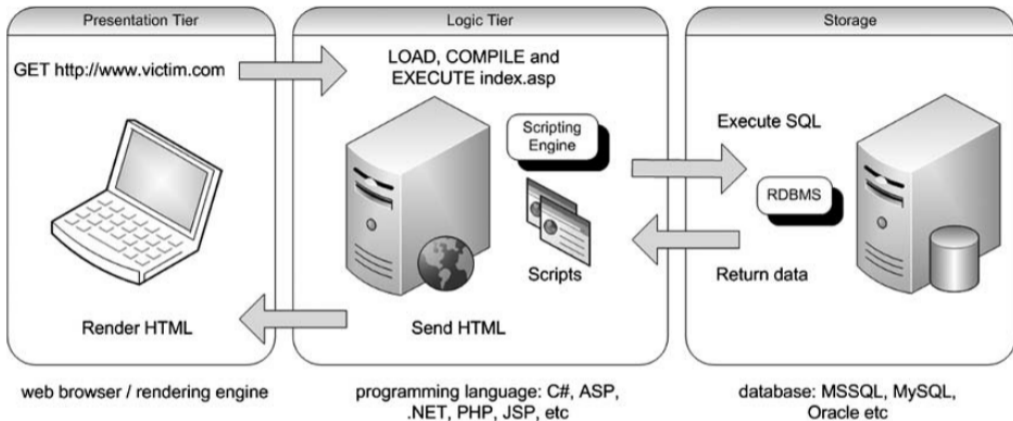 Presentation Tier
GET http://www.victim.com
Render HTML
web browser / rendering engine
Logic Tier
LOAD, COMPILE and
EXECUTE index.asp
Scripting
Engine
Scripts
Send HTML
programming language: C#, ASP,
.NET, PHP, JSP, etc
Storage
Execute SQL
RDBMS
Return data
database: MSSQL, MySQL,
Oracle etc